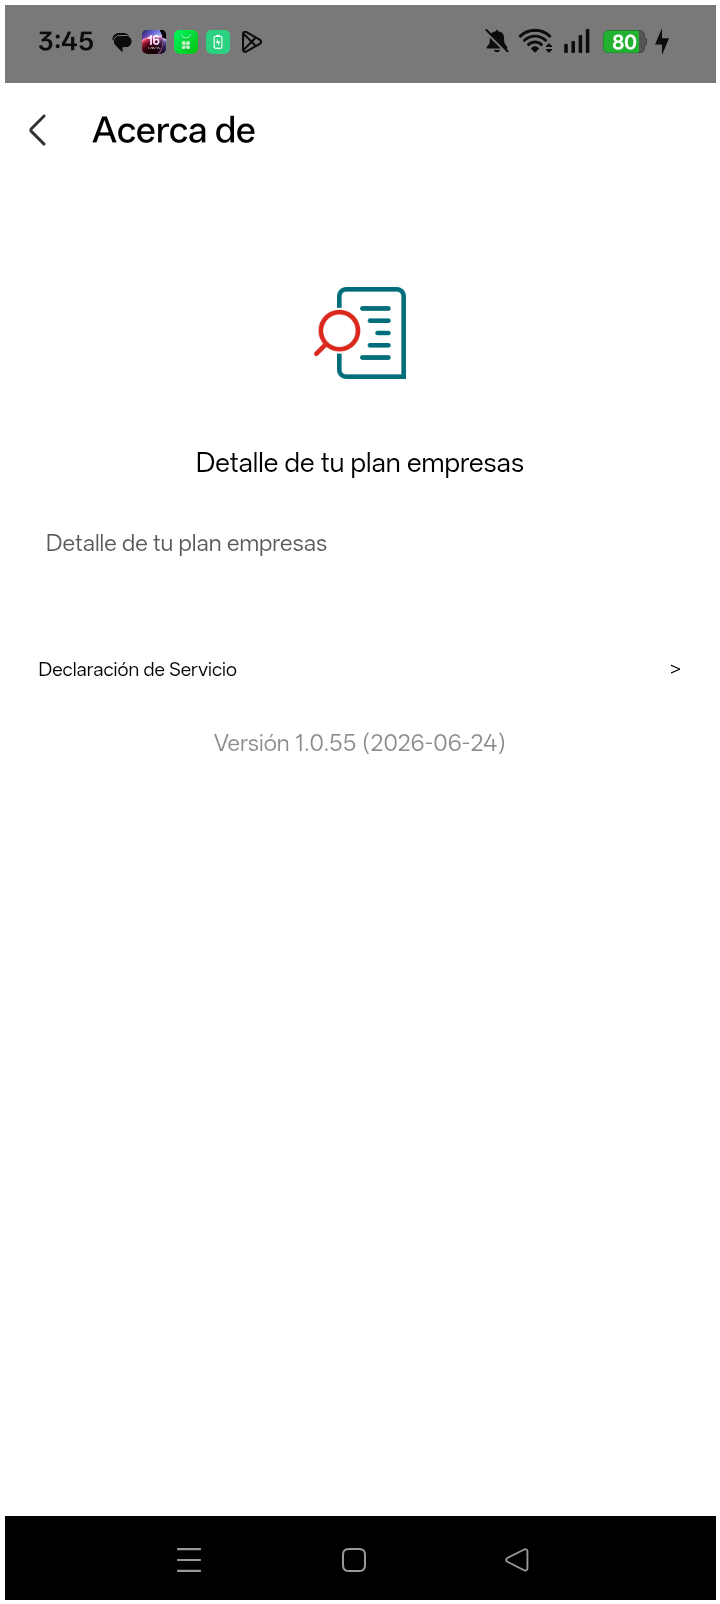 3:45
16
80
Acerca de
Detalle de tu plan empresas
Detalle de tu plan empresas
Declaración de Servicio
>
Versión 1.0.55 (2026-06-24)